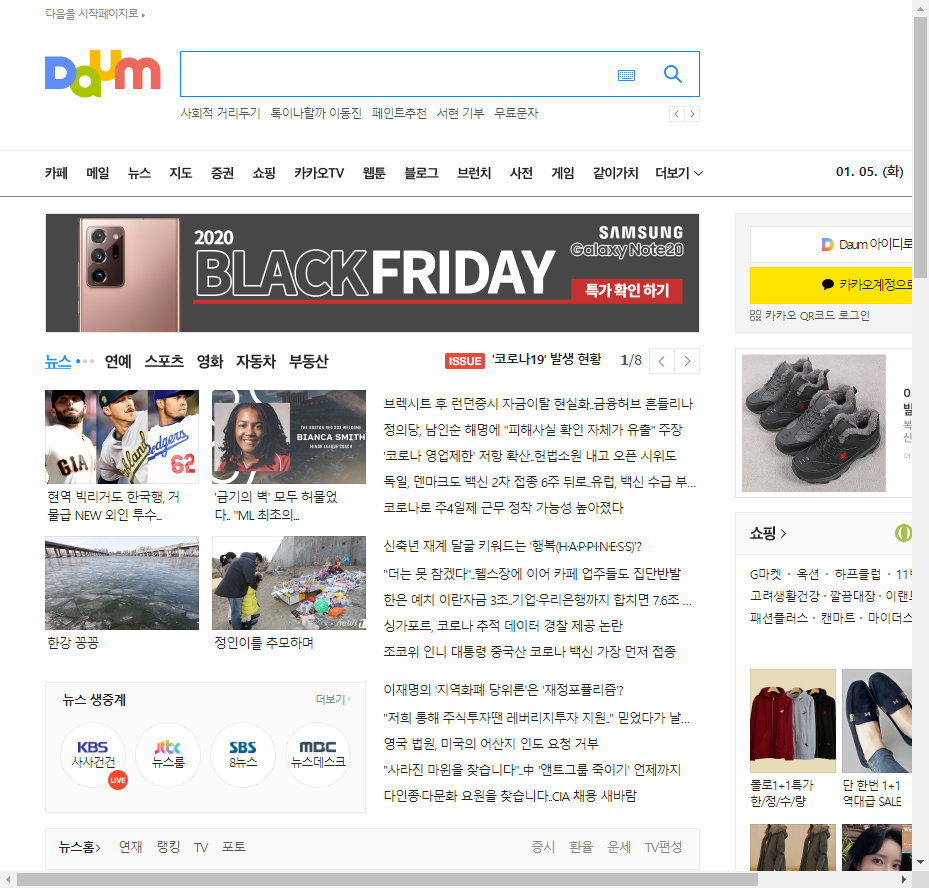 다음을 시작페이지로
Daum
사회적 거리두기 톡이나할까 이동진 페인트추천 서현 기부 무료문자
카페 메일 뉴스 지도 증권 쇼핑 카카오TV 웹툰 블로그 브런치 사전 게임 같이가치 더보기
01. 05. (화)
2020
BLACK FRIDAY
SAMSUNG
Galaxy Note20
특가 확인 하기
Daum 아이디로
카카오계정으로
카카오 QR코드 로그인
뉴스 연예 스포츠 영화 자동차 부동산
ISSUE '코로나19' 발생 현황 1/8
THE BOSTON RED SOX WELCOME
BIANCA SMITH
MINOR LEAGUE COACH
GIA
Oakland
Dodgers
62
현역 빅리거도 한국행, 거
물급 NEW 외인 투수...
'금기의 벽' 모두 허물었
다.. "ML 최초의...
news1
한강 꽁꽁
정인이를 추모하며
브렉시트 후 런던증시 자금이탈 현실화..금융허브 흔들리나
정의당, 남인순 해명에 "피해사실 확인 자체가 유출" 주장
'코로나 영업제한' 저항 확산..헌법소원 내고 오픈 시위도
독일, 덴마크도 백신 2차 접종 6주 뒤로..유럽, 백신 수급 부...
코로나로 주4일제 근무 정착 가능성 높아졌다
신축년 재계 달굴 키워드는 '행복(H·A·P·P·I·N·E·S·S)'?
"더는 못 참겠다"..헬스장에 이어 카페 업주들도 집단반발
한은 예치 이란자금 3조..기업·우리은행까지 합치면 7.6조 ...
싱가포르, 코로나 추적 데이터 경찰 제공 논란
조코위 인니 대통령 중국산 코로나 백신 가장 먼저 접종
이재명의 '지역화폐 당위론'은 '재정포퓰리즘'?
"저희 통해 주식투자땐 레버리지투자 지원.." 믿었다가 날...
영국 법원, 미국의 어산지 인도 요청 거부
"사라진 마윈을 찾습니다"..中 '앤트그룹 죽이기' 언제까지
다인종·다문화 요원을 찾습니다..CIA 채용 새바람
뉴스 생중계 더보기
KBS
사사건건
LIVE
jtbc
뉴스룸
SBS
8뉴스
MBC
뉴스데스크
뉴스홈 연재 랭킹 TV 포토
증시 환율 운세 TV편성
쇼핑
G마켓 · 옥션 · 하프클럽 · 11
고려생활건강 · 깔끔대장 · 이랜
패션플러스 · 캔마트 · 마이더스
폴로1+1특가
한/정/수/량
단 한번 1+1
역대급 SALE